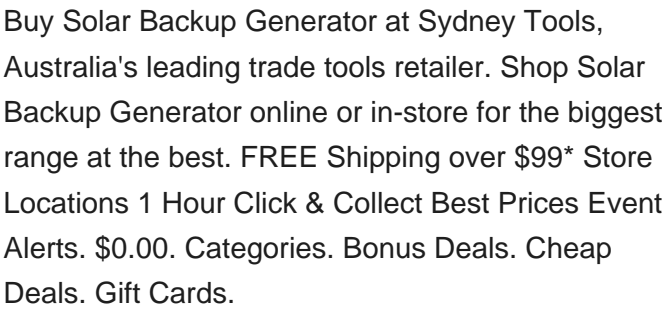 Buy Solar Backup Generator at Sydney Tools,
Australia's leading trade tools retailer. Shop Solar
Backup Generator online or in-store for the biggest
range at the best. FREE Shipping over $99* Store
Locations 1 Hour Click & Collect Best Prices Event
Alerts. $0.00. Categories. Bonus Deals. Cheap
Deals. Gift Cards.